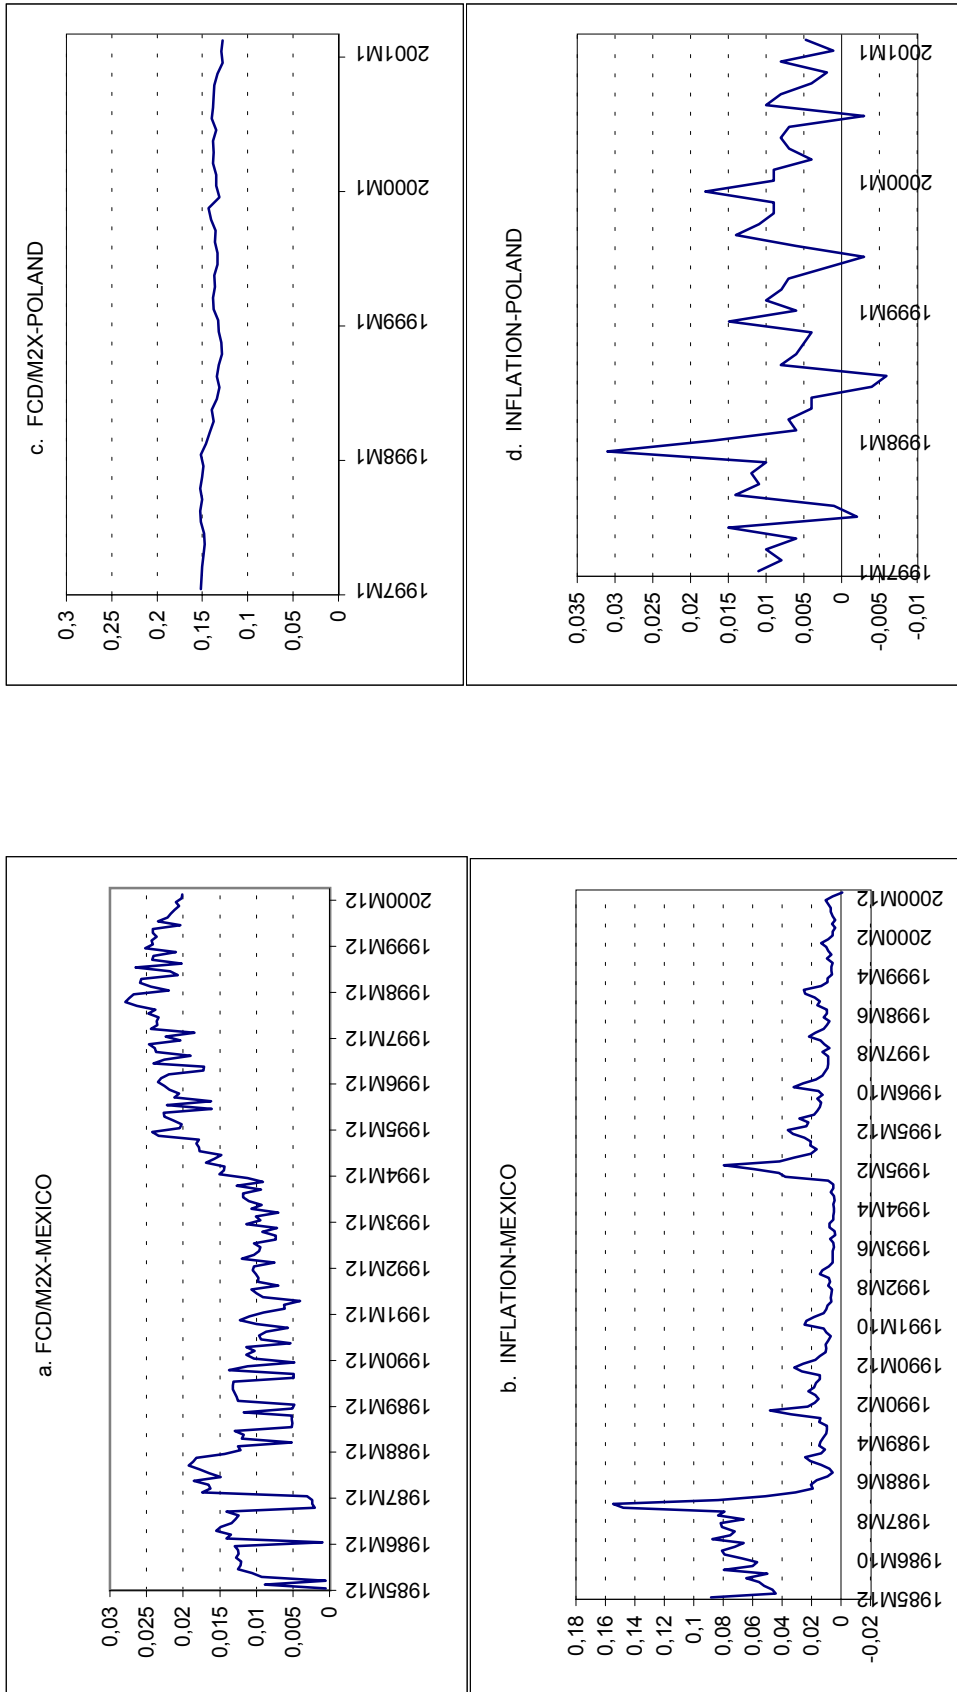 a. FCD/M2X-MEXICO
0,03
0,025
0,02
0,015
0,01
0,005
0
1985M12
1986M12
1987M12
1988M12
1989M12
1990M12
1991M12
1992M12
1993M12
1994M12
1995M12
1996M12
1997M12
1998M12
1999M12
2000M12
b. INFLATION-MEXICO
0,18
0,16
0,14
0,12
0,1
0,08
0,06
0,04
0,02
0
-0,02
1985M12
1986M10
1987M8
1988M6
1989M4
1990M2
1990M12
1991M10
1992M8
1993M6
1994M4
1995M2
1995M12
1996M10
1997M8
1998M6
1999M4
2000M2
2000M12
c. FCD/M2X-POLAND
0,3
0,25
0,2
0,15
0,1
0,05
0
1997M1
1998M1
1999M1
2000M1
2001M1
d. INFLATION-POLAND
0,035
0,03
0,025
0,02
0,015
0,01
0,005
0
-0,005
-0,01
1997M1
1998M1
1999M1
2000M1
2001M1